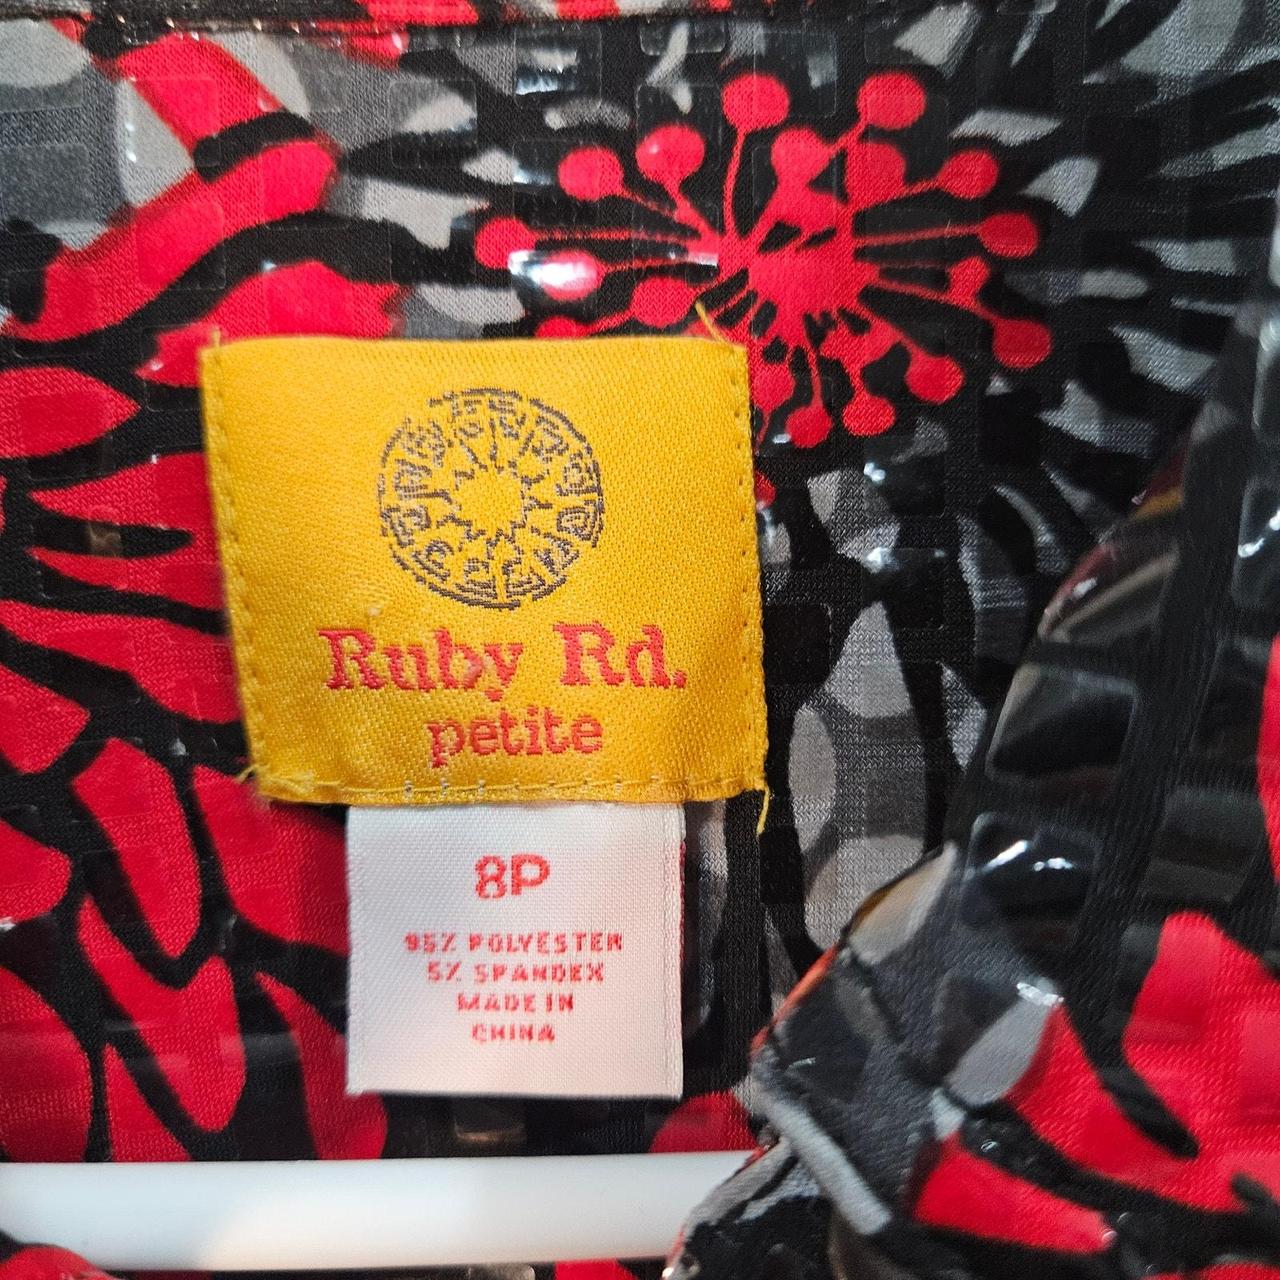 Ruby Rd.
petite
8P
95% POLYESTER
5% SPANDEX
MADE IN
CHINA